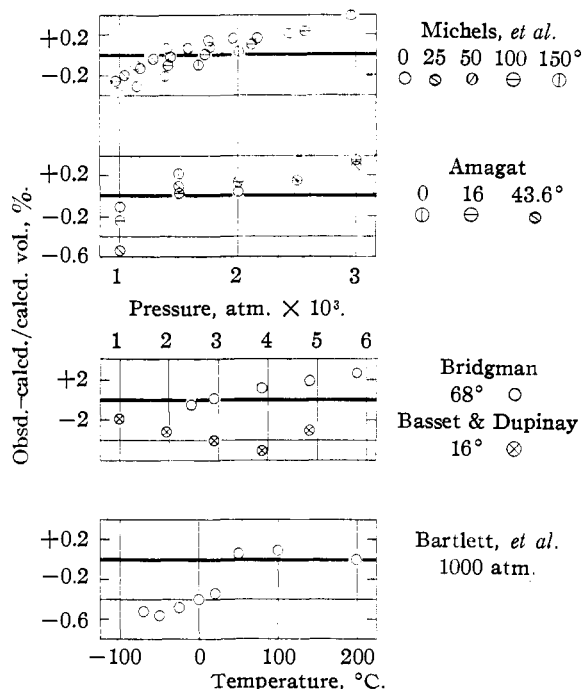 +0.2
−0.2
Michels, et al.
0 25 50 100 150°
Obsd.–calcd./calcd. vol., %.
+0.2
−0.2
−0.6
Amagat
0 16 43.6°
1 2 3
Pressure, atm. × 10³.
1 2 3 4 5 6
+2
−2
Bridgman
68°
Basset & Dupinay
16°
+0.2
−0.2
−0.6
Bartlett, et al.
1000 atm.
−100 0 100 200
Temperature, °C.